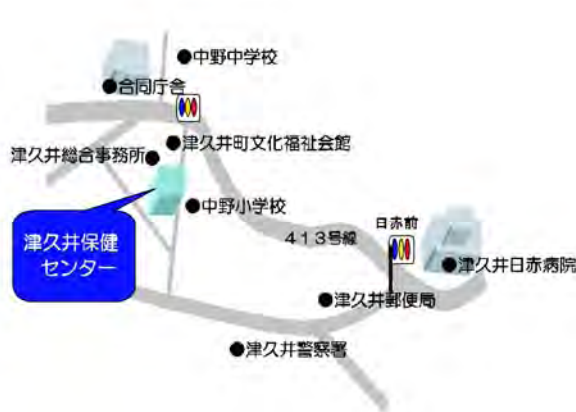 ●中野中学校
●合同庁舎
●津久井町文化福祉会館
津久井総合事務所●
●中野小学校
津久井保健
センター
413号線
日赤前
●津久井日赤病院
●津久井郵便局
●津久井警察署